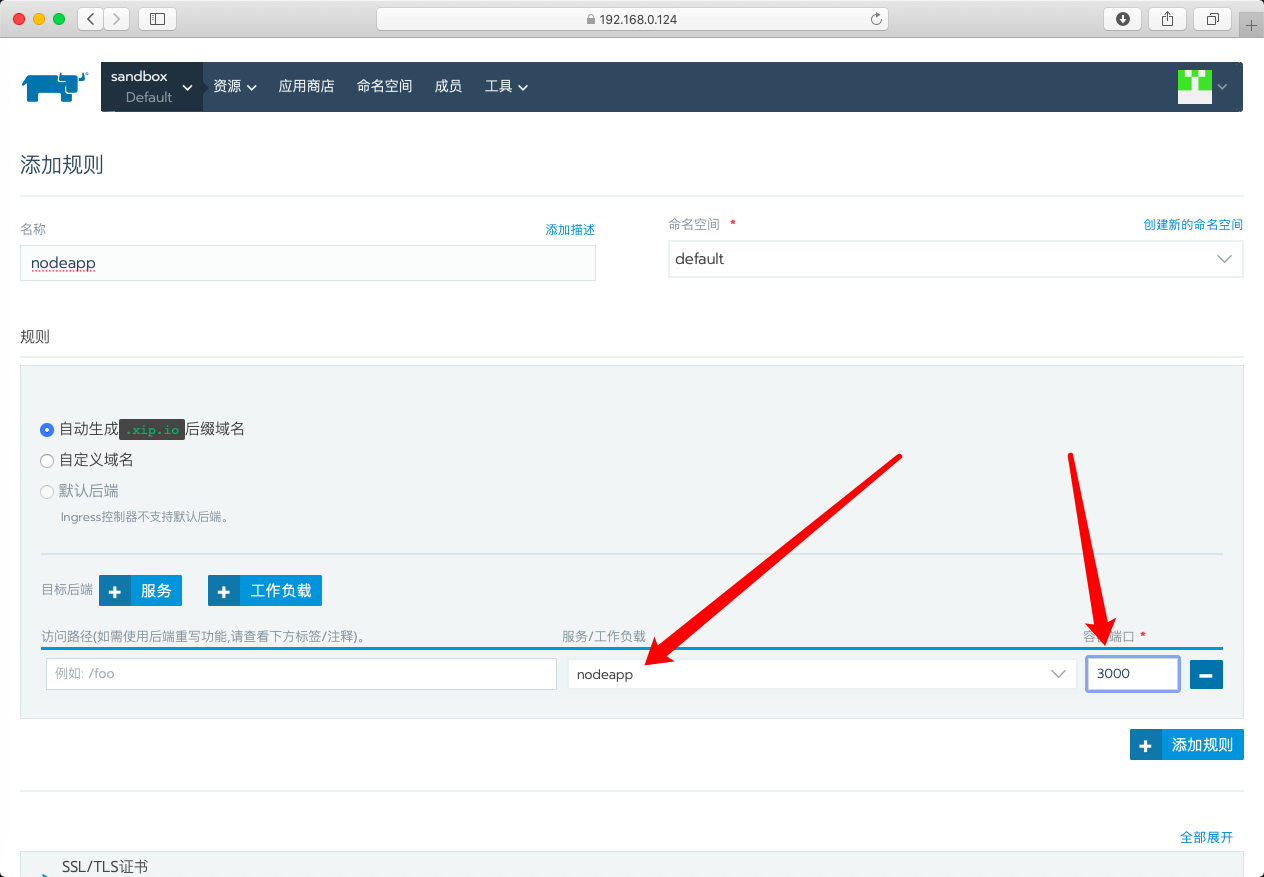 192.168.0.124
sandbox
Default
资源 应用商店 命名空间 成员 工具
添加规则
名称 添加描述 命名空间 * 创建新的命名空间
nodeapp default
规则
自动生成 .xip.io 后缀域名
自定义域名
默认后端
Ingress控制器不支持默认后端。
目标后端 + 服务 + 工作负载
访问路径(如需使用后端重写功能,请查看下方标签/注释)。 服务/工作负载 容器端口 *
例如: /foo nodeapp 3000
+ 添加规则
全部展开
SSL/TLS证书